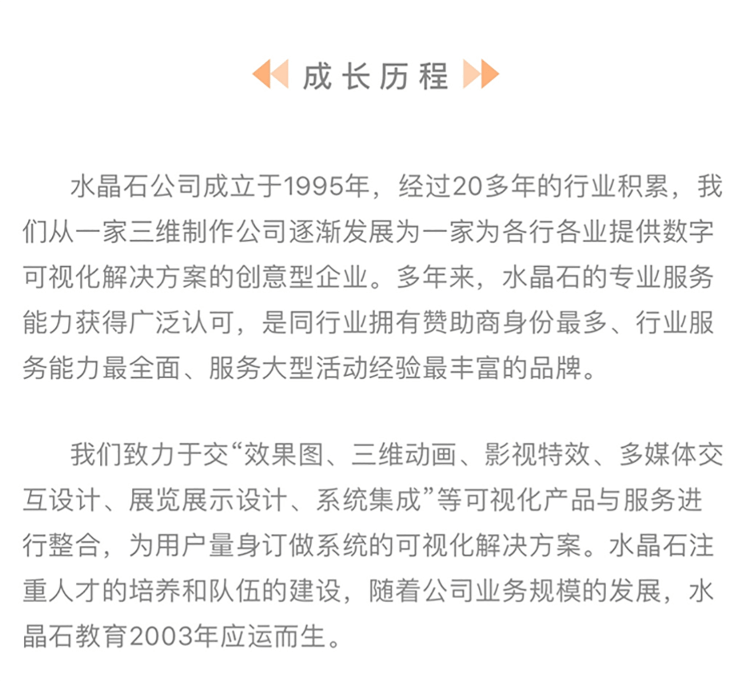 成长历程
水晶石公司成立于1995年，经过20多年的行业积累，我
们从一家三维制作公司逐渐发展为一家为各行各业提供数字
可视化解决方案的创意型企业。多年来，水晶石的专业服务
能力获得广泛认可，是同行业拥有赞助商身份最多、行业服
务能力最全面、服务大型活动经验最丰富的品牌。
我们致力于交“效果图、三维动画、影视特效、多媒体交
互设计、展览展示设计、系统集成”等可视化产品与服务进
行整合，为用户量身订做系统的可视化解决方案。水晶石注
重人才的培养和队伍的建设，随着公司业务规模的发展，水
晶石教育2003年应运而生。